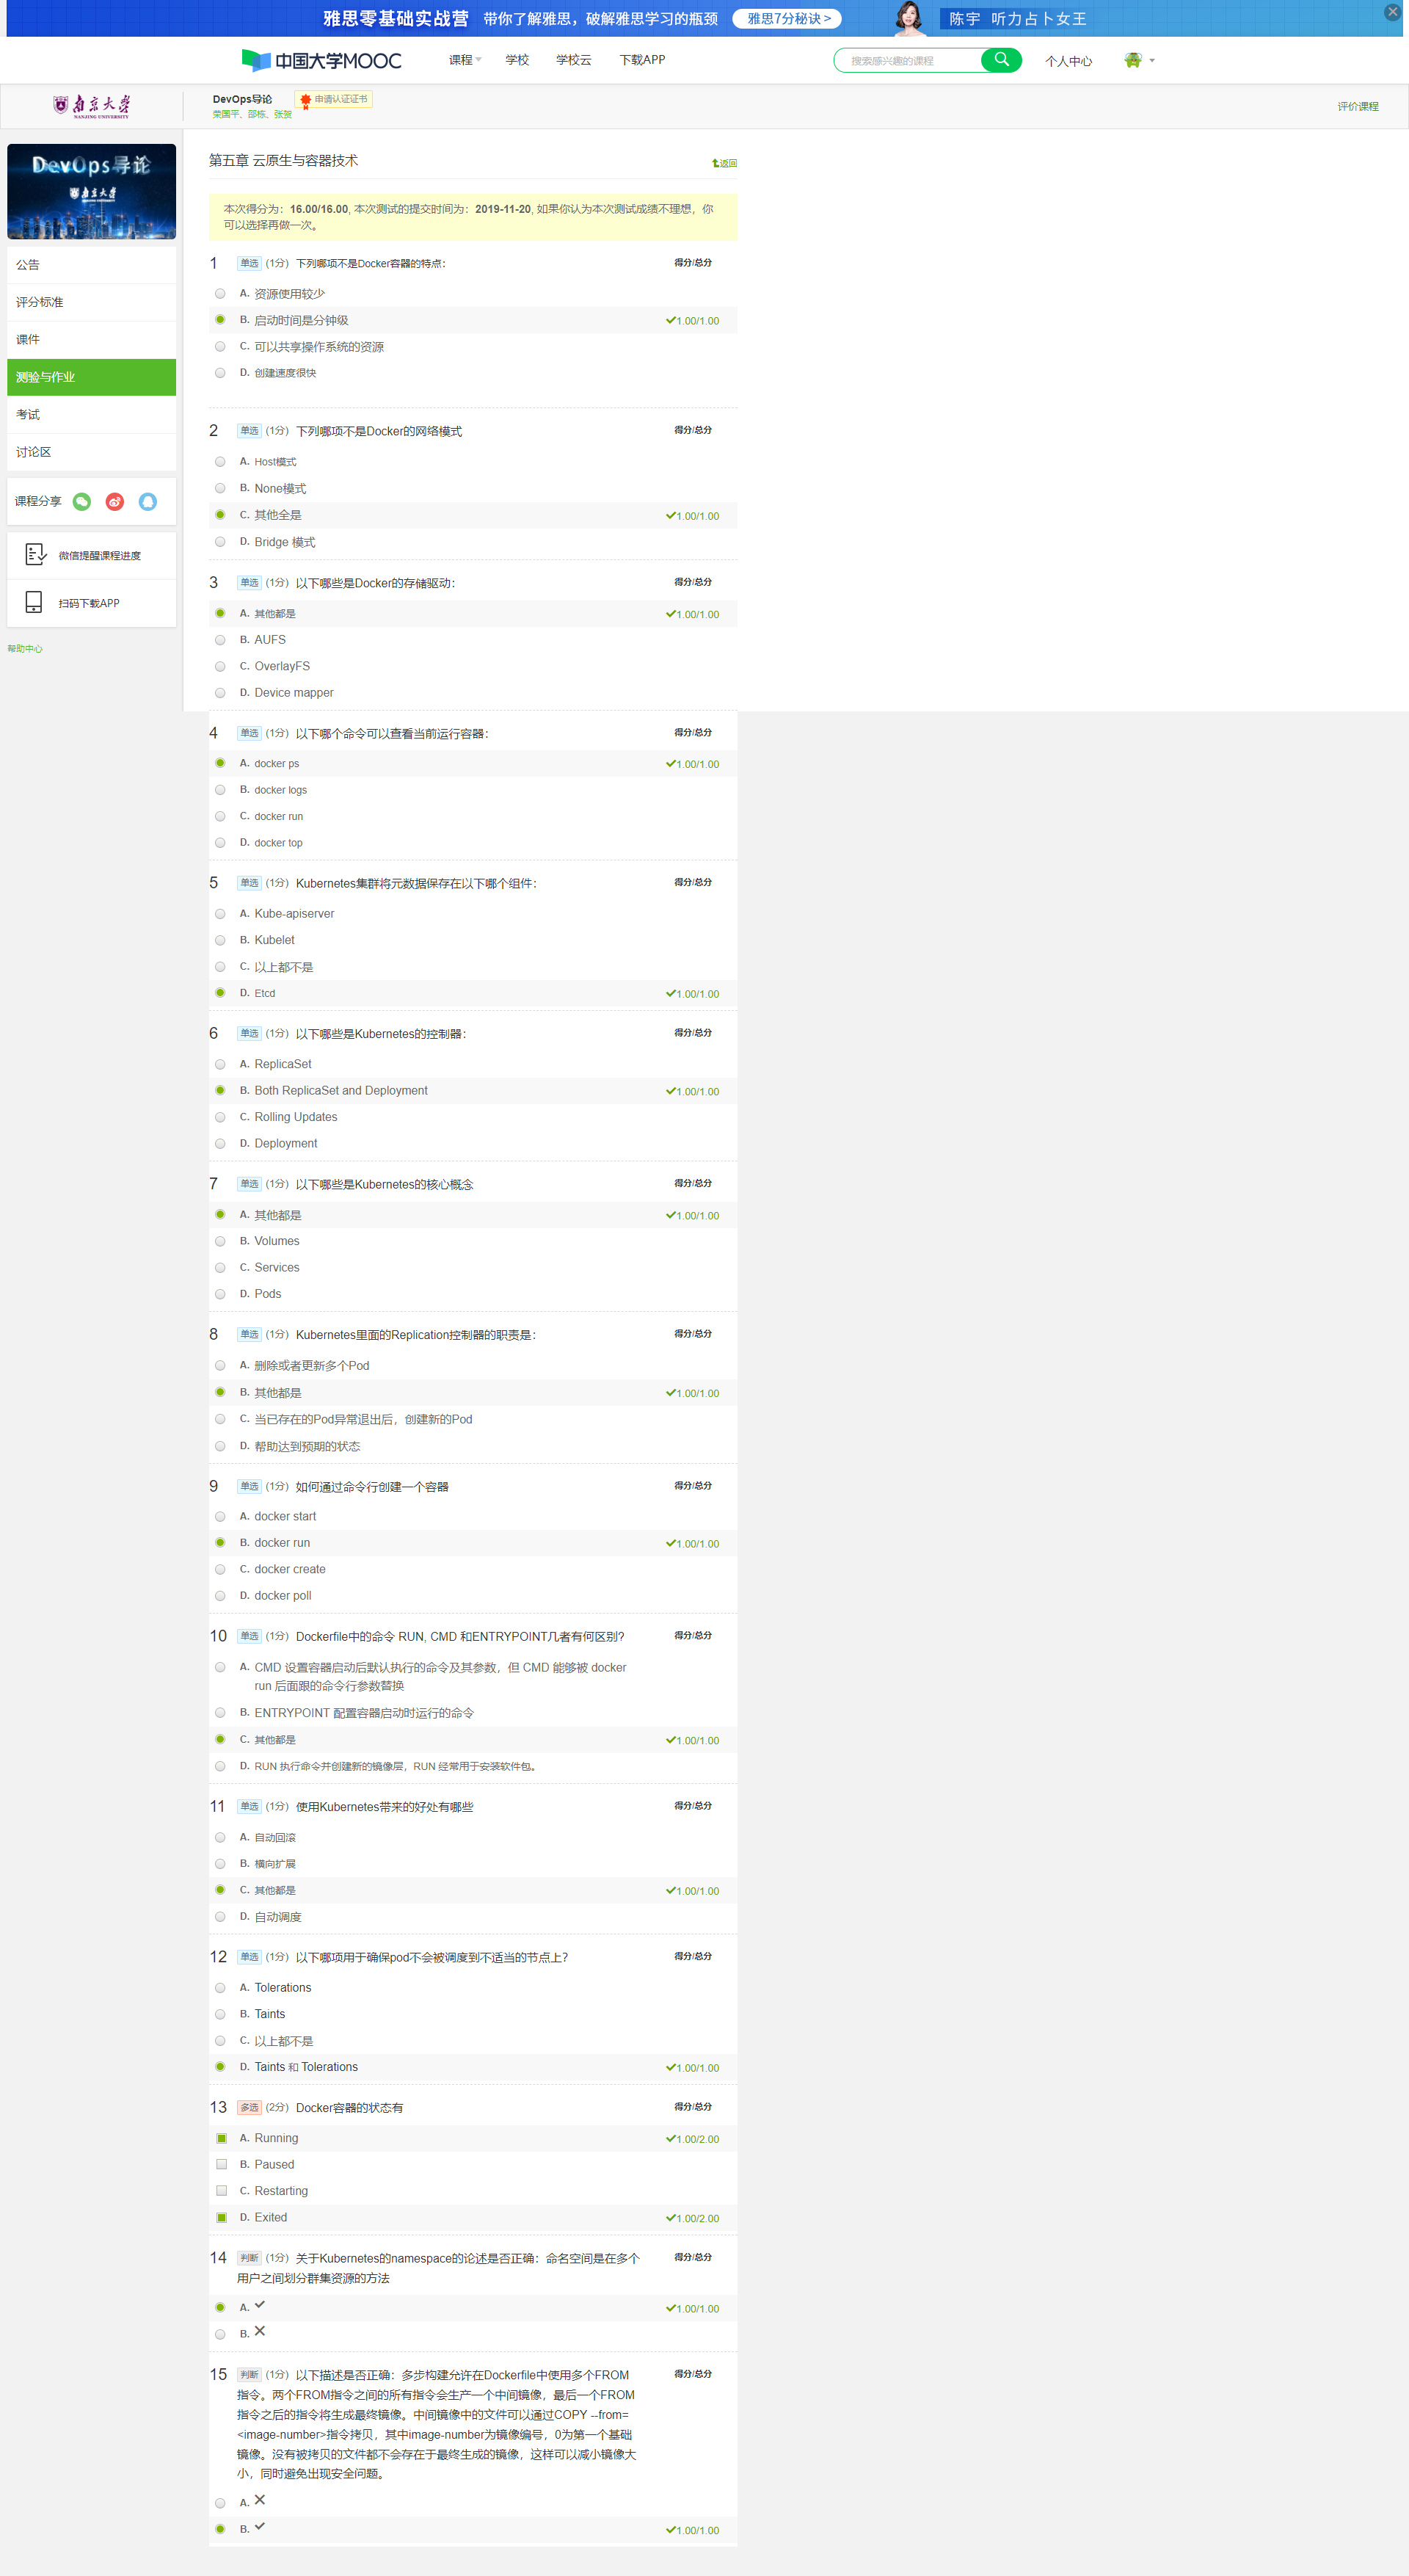 雅思零基础实战营 带你了解雅思，破解雅思学习的瓶颈 雅思7分秘诀 > 陈宇 听力占卜女王
中国大学MOOC 课程 学校 学校云 下载APP 搜索感兴趣的课程 个人中心
南京大学 NANJING UNIVERSITY DevOps导论 申请认证证书
荣国平、邵栋、张贺
评价课程
DevOps导论
南京大学
公告
评分标准
课件
测验与作业
考试
讨论区
课程分享
微信提醒课程进度
扫码下载APP
帮助中心
第五章 云原生与容器技术 返回
本次得分为：16.00/16.00, 本次测试的提交时间为：2019-11-20, 如果你认为本次测试成绩不理想，你
可以选择再做一次。
1 单选 (1分) 下列哪项不是Docker容器的特点： 得分/总分
A. 资源使用较少
B. 启动时间是分钟级 1.00/1.00
C. 可以共享操作系统的资源
D. 创建速度很快
2 单选 (1分) 下列哪项不是Docker的网络模式 得分/总分
A. Host模式
B. None模式
C. 其他全是 1.00/1.00
D. Bridge 模式
3 单选 (1分) 以下哪些是Docker的存储驱动： 得分/总分
A. 其他都是 1.00/1.00
B. AUFS
C. OverlayFS
D. Device mapper
4 单选 (1分) 以下哪个命令可以查看当前运行容器： 得分/总分
A. docker ps 1.00/1.00
B. docker logs
C. docker run
D. docker top
5 单选 (1分) Kubernetes集群将元数据保存在以下哪个组件： 得分/总分
A. Kube-apiserver
B. Kubelet
C. 以上都不是
D. Etcd 1.00/1.00
6 单选 (1分) 以下哪些是Kubernetes的控制器： 得分/总分
A. ReplicaSet
B. Both ReplicaSet and Deployment 1.00/1.00
C. Rolling Updates
D. Deployment
7 单选 (1分) 以下哪些是Kubernetes的核心概念 得分/总分
A. 其他都是 1.00/1.00
B. Volumes
C. Services
D. Pods
8 单选 (1分) Kubernetes里面的Replication控制器的职责是： 得分/总分
A. 删除或者更新多个Pod
B. 其他都是 1.00/1.00
C. 当已存在的Pod异常退出后，创建新的Pod
D. 帮助达到预期的状态
9 单选 (1分) 如何通过命令行创建一个容器 得分/总分
A. docker start
B. docker run 1.00/1.00
C. docker create
D. docker poll
10 单选 (1分) Dockerfile中的命令 RUN, CMD 和ENTRYPOINT几者有何区别? 得分/总分
A. CMD 设置容器启动后默认执行的命令及其参数，但 CMD 能够被 docker
run 后面跟的命令行参数替换
B. ENTRYPOINT 配置容器启动时运行的命令
C. 其他都是 1.00/1.00
D. RUN 执行命令并创建新的镜像层，RUN 经常用于安装软件包。
11 单选 (1分) 使用Kubernetes带来的好处有哪些 得分/总分
A. 自动回滚
B. 横向扩展
C. 其他都是 1.00/1.00
D. 自动调度
12 单选 (1分) 以下哪项用于确保pod不会被调度到不适当的节点上? 得分/总分
A. Tolerations
B. Taints
C. 以上都不是
D. Taints 和 Tolerations 1.00/1.00
13 多选 (2分) Docker容器的状态有 得分/总分
A. Running 1.00/2.00
B. Paused
C. Restarting
D. Exited 1.00/2.00
14 判断 (1分) 关于Kubernetes的namespace的论述是否正确：命名空间是在多个 得分/总分
用户之间划分群集资源的方法
A. ✓ 1.00/1.00
B. ✕
15 判断 (1分) 以下描述是否正确：多步构建允许在Dockerfile中使用多个FROM 得分/总分
指令。两个FROM指令之间的所有指令会生产一个中间镜像，最后一个FROM
指令之后的指令将生成最终镜像。中间镜像中的文件可以通过COPY --from=
<image-number>指令拷贝，其中image-number为镜像编号，0为第一个基础
镜像。没有被拷贝的文件都不会存在于最终生成的镜像，这样可以减小镜像大
小，同时避免出现安全问题。
A. ✕
B. ✓ 1.00/1.00